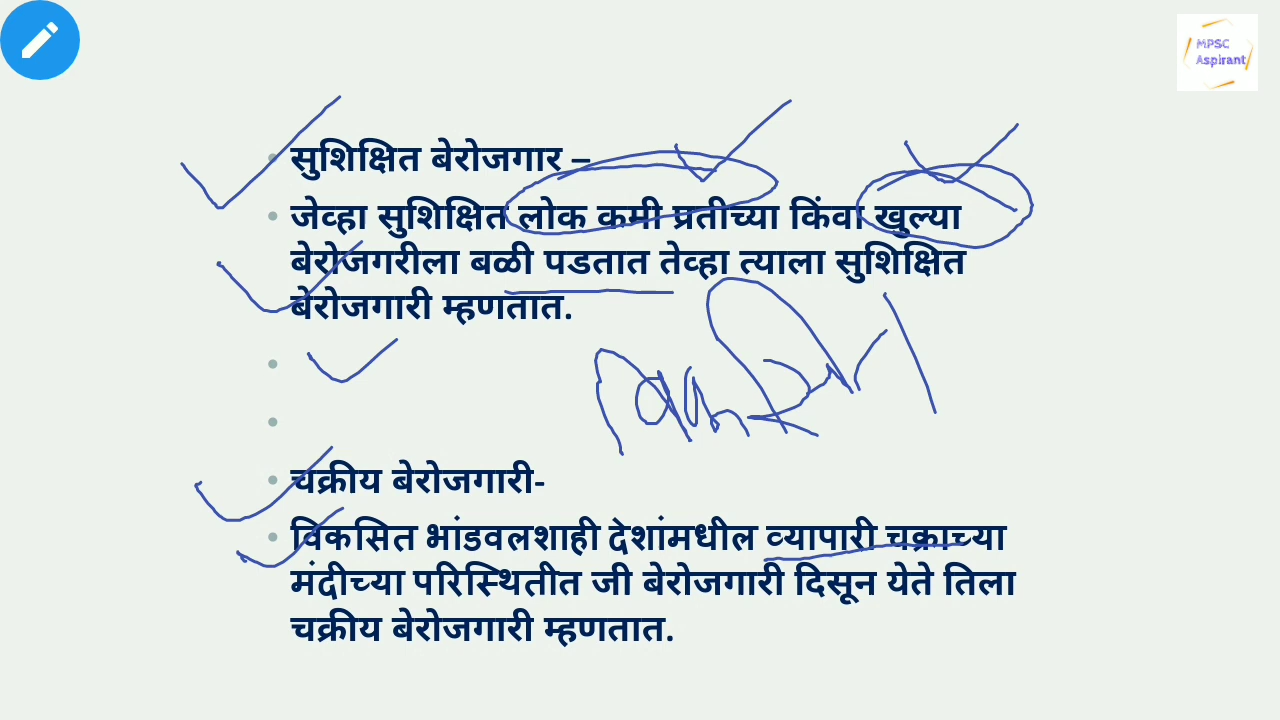 MPSC
Aspirant
सुशिक्षित बेरोजगार –
जेव्हा सुशिक्षित लोक कमी प्रतीच्या किंवा खुल्या
बेरोजगरीला बळी पडतात तेव्हा त्याला सुशिक्षित
बेरोजगारी म्हणतात.
चक्रीय बेरोजगारी-
विकसित भांडवलशाही देशांमधील व्यापारी चक्राच्या
मंदीच्या परिस्थितीत जी बेरोजगारी दिसून येते तिला
चक्रीय बेरोजगारी म्हणतात.